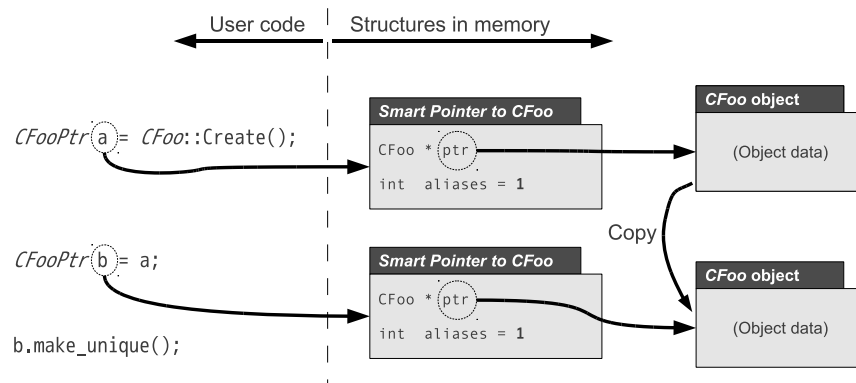 User code
Structures in memory
CFooPtr a = CFoo::Create();
Smart Pointer to CFoo
CFoo * ptr
int aliases = 1
CFoo object
(Object data)
Copy
CFooPtr b = a;
b.make_unique();
Smart Pointer to CFoo
CFoo * ptr
int aliases = 1
CFoo object
(Object data)